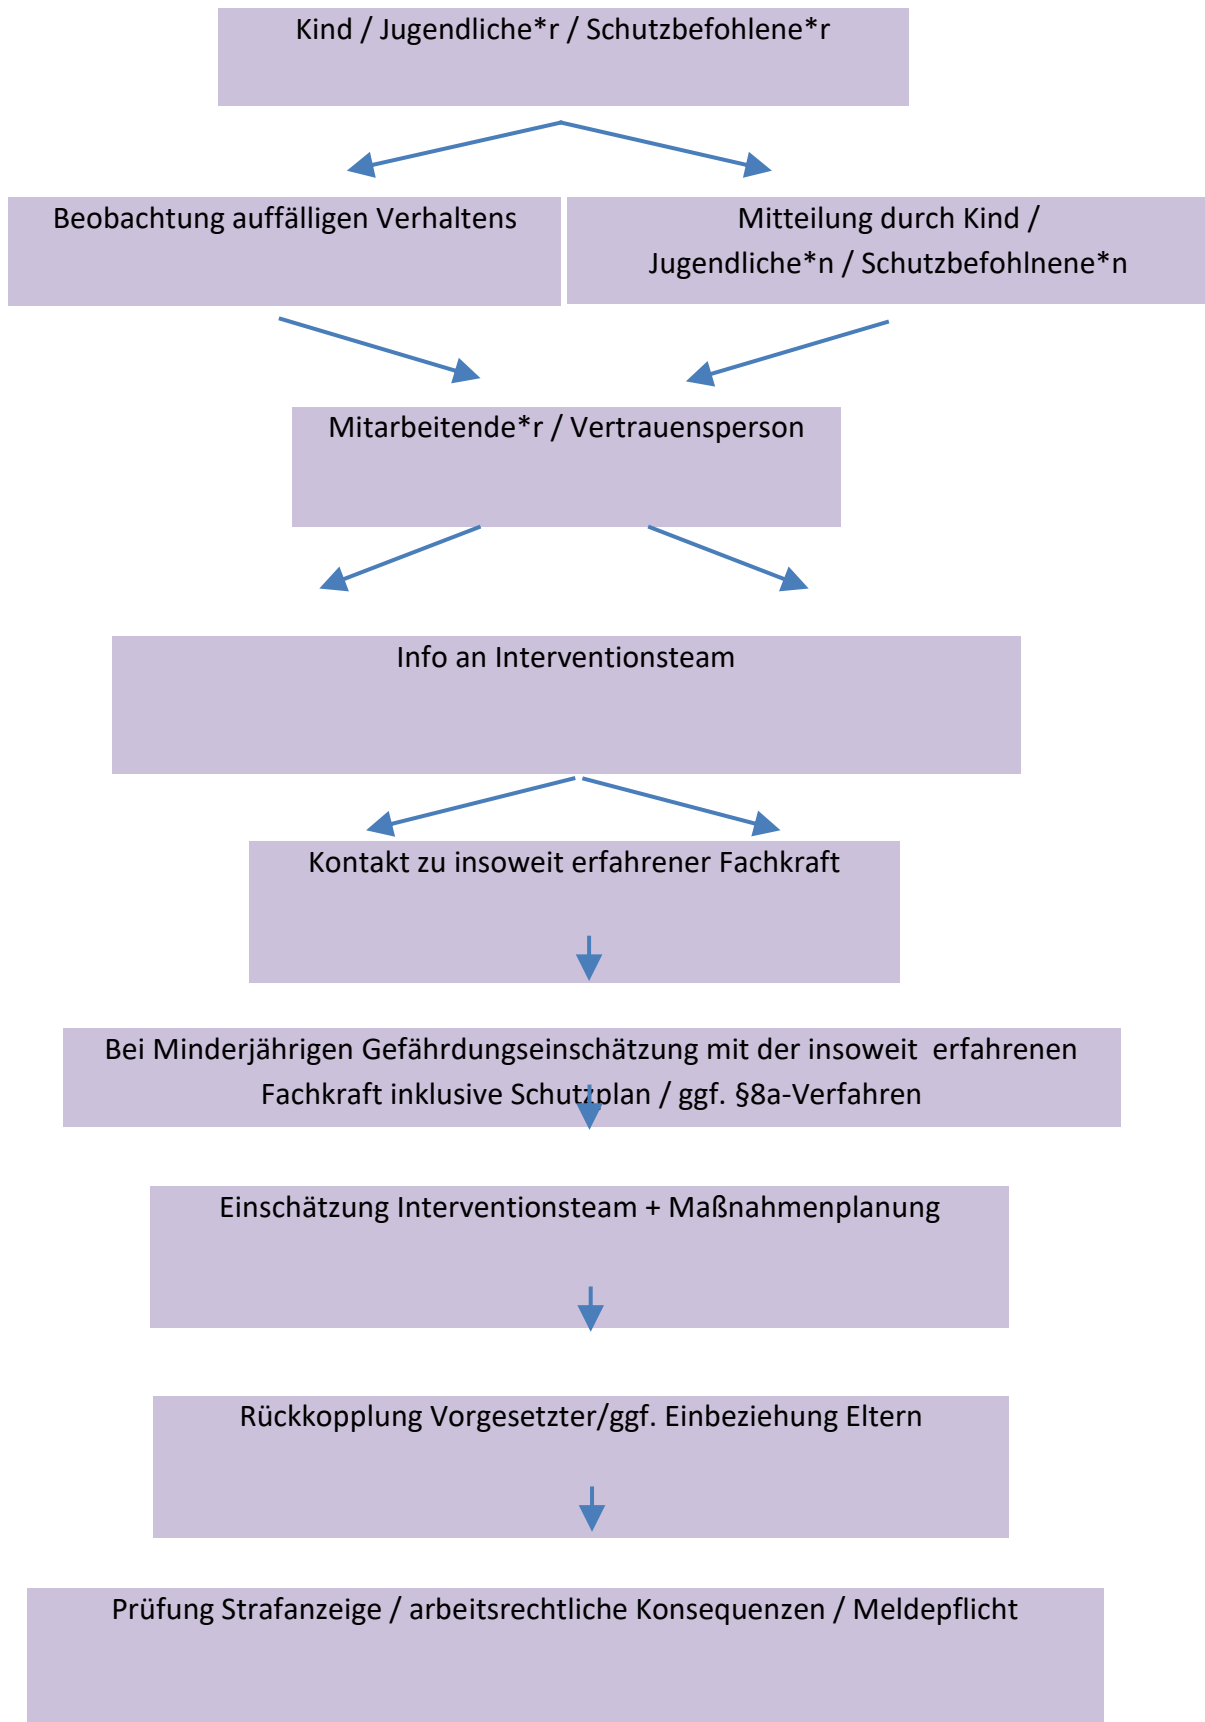 Kind / Jugendliche*r / Schutzbefohlene*r
Beobachtung auffälligen Verhaltens
Mitteilung durch Kind /
Jugendliche*n / Schutzbefohlnene*n
Mitarbeitende*r / Vertrauensperson
Info an Interventionsteam
Kontakt zu insoweit erfahrener Fachkraft
Bei Minderjährigen Gefährdungseinschätzung mit der insoweit erfahrenen
Fachkraft inklusive Schutzplan / ggf. §8a-Verfahren
Einschätzung Interventionsteam + Maßnahmenplanung
Rückkopplung Vorgesetzter/ggf. Einbeziehung Eltern
Prüfung Strafanzeige / arbeitsrechtliche Konsequenzen / Meldepflicht